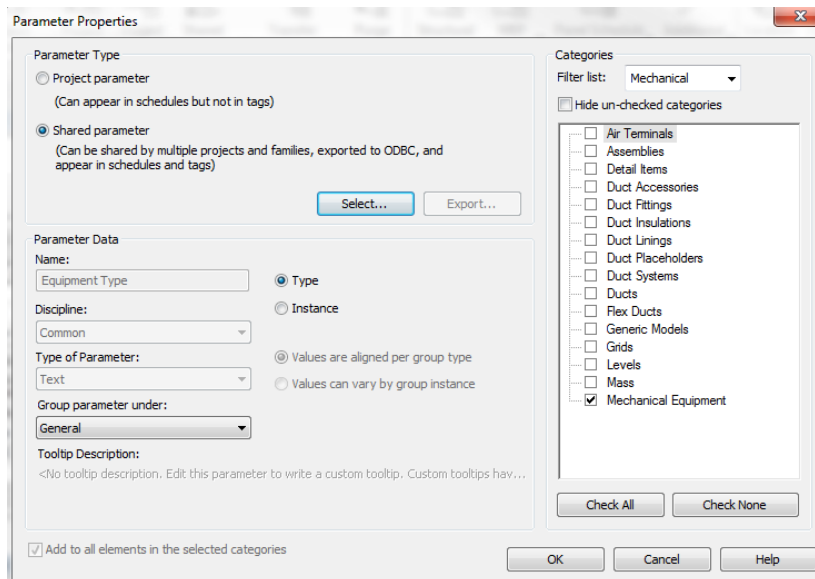 Parameter Properties
Parameter Type
Project parameter
(Can appear in schedules but not in tags)
Shared parameter
(Can be shared by multiple projects and families, exported to ODBC, and
appear in schedules and tags)
Select...
Export...
Parameter Data
Name:
Equipment Type
Type
Discipline:
Instance
Common
Type of Parameter:
Values are aligned per group type
Text
Values can vary by group instance
Group parameter under:
General
Tooltip Description:
<No tooltip description. Edit this parameter to write a custom tooltip. Custom tooltips hav...
Add to all elements in the selected categories
Categories
Filter list:
Mechanical
Hide un-checked categories
Air Terminals
Assemblies
Detail Items
Duct Accessories
Duct Fittings
Duct Insulations
Duct Linings
Duct Placeholders
Duct Systems
Ducts
Flex Ducts
Generic Models
Grids
Levels
Mass
Mechanical Equipment
Check All
Check None
OK
Cancel
Help